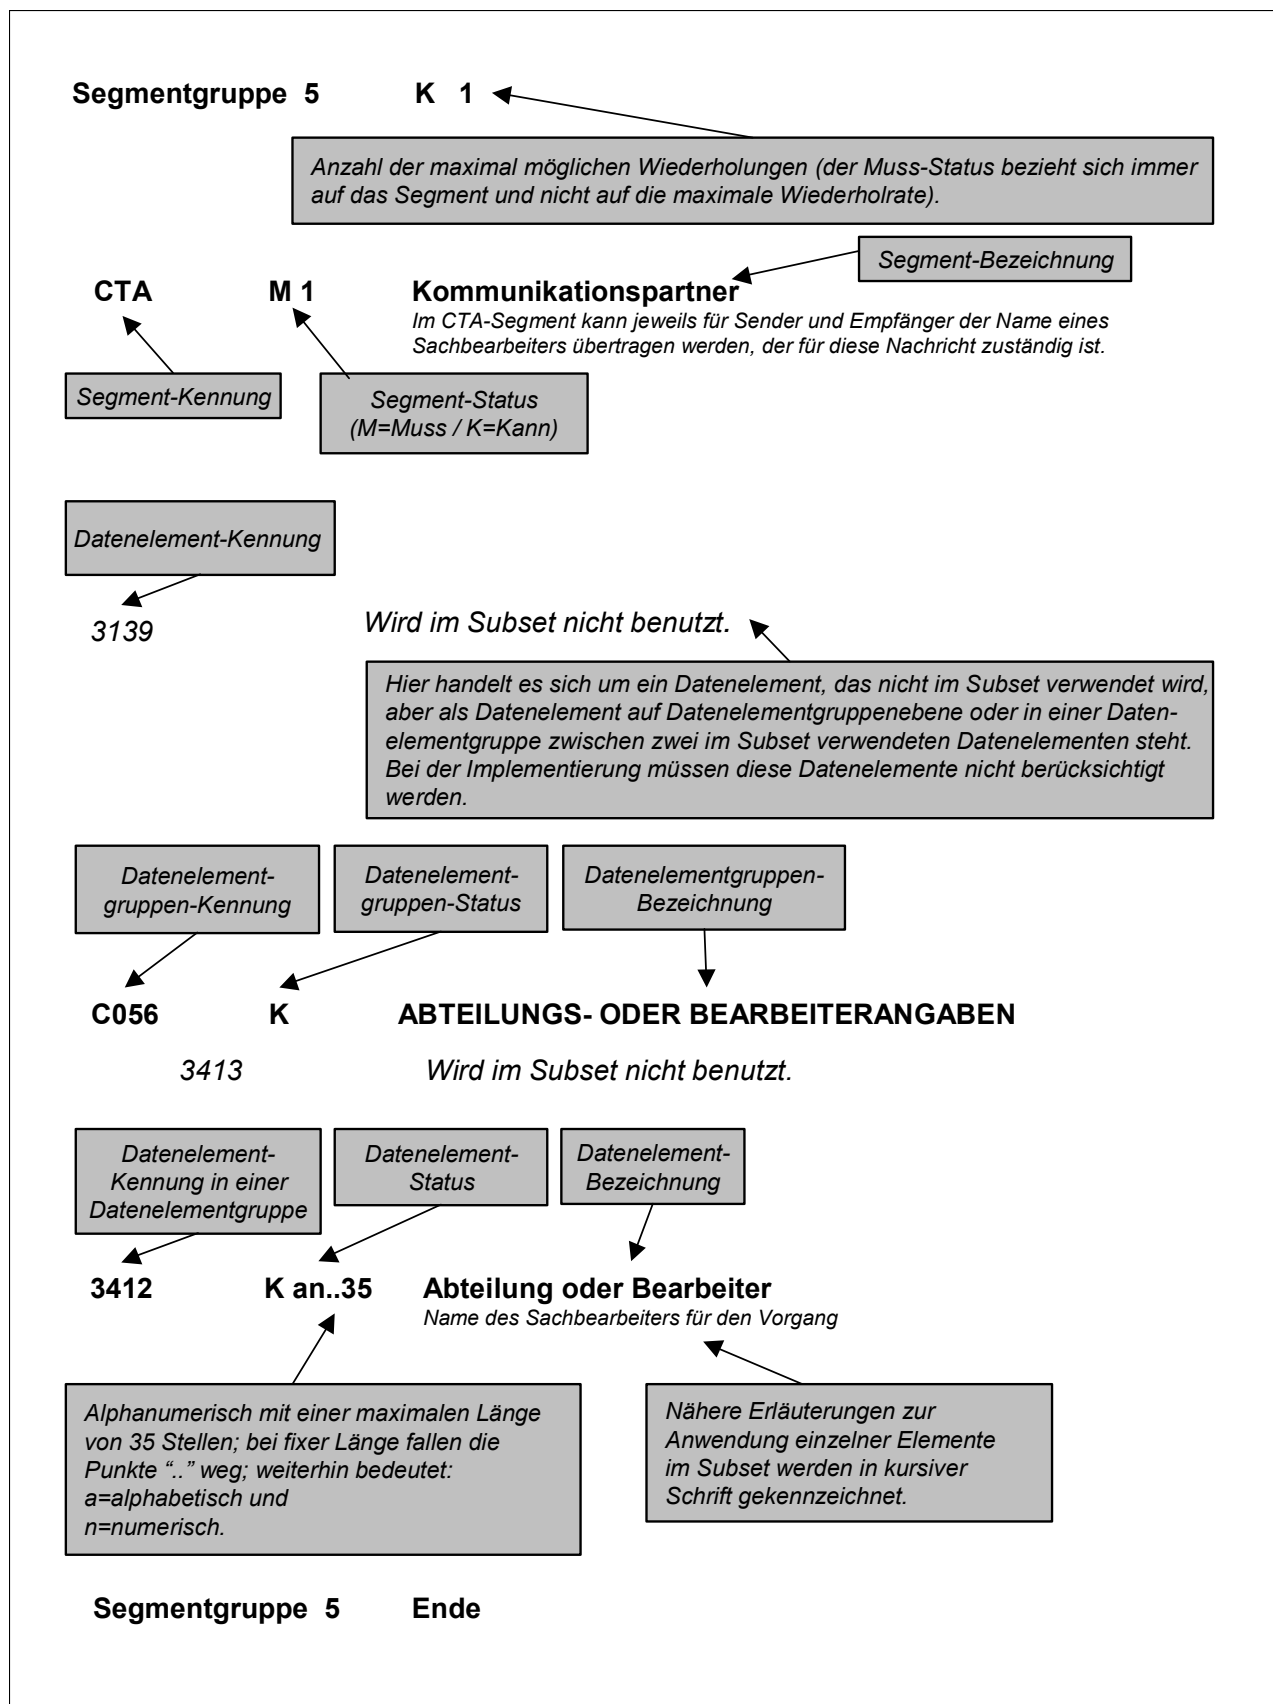 Segmentgruppe 5 K 1
Anzahl der maximal möglichen Wiederholungen (der Muss-Status bezieht sich immer
auf das Segment und nicht auf die maximale Wiederholrate).
Segment-Bezeichnung
CTA M 1 Kommunikationspartner
Im CTA-Segment kann jeweils für Sender und Empfänger der Name eines
Sachbearbeiters übertragen werden, der für diese Nachricht zuständig ist.
Segment-Kennung
Segment-Status
(M=Muss / K=Kann)
Datenelement-Kennung
3139 Wird im Subset nicht benutzt.
Hier handelt es sich um ein Datenelement, das nicht im Subset verwendet wird,
aber als Datenelement auf Datenelementgruppenebene oder in einer Daten-
elementgruppe zwischen zwei im Subset verwendeten Datenelementen steht.
Bei der Implementierung müssen diese Datenelemente nicht berücksichtigt
werden.
Datenelement-
gruppen-Kennung
Datenelement-
gruppen-Status
Datenelementgruppen-
Bezeichnung
C056 K ABTEILUNGS- ODER BEARBEITERANGABEN
3413 Wird im Subset nicht benutzt.
Datenelement-
Kennung in einer
Datenelementgruppe
Datenelement-
Status
Datenelement-
Bezeichnung
3412 K an..35 Abteilung oder Bearbeiter
Name des Sachbearbeiters für den Vorgang
Alphanumerisch mit einer maximalen Länge
von 35 Stellen; bei fixer Länge fallen die
Punkte “..” weg; weiterhin bedeutet:
a=alphabetisch und
n=numerisch.
Nähere Erläuterungen zur
Anwendung einzelner Elemente
im Subset werden in kursiver
Schrift gekennzeichnet.
Segmentgruppe 5 Ende